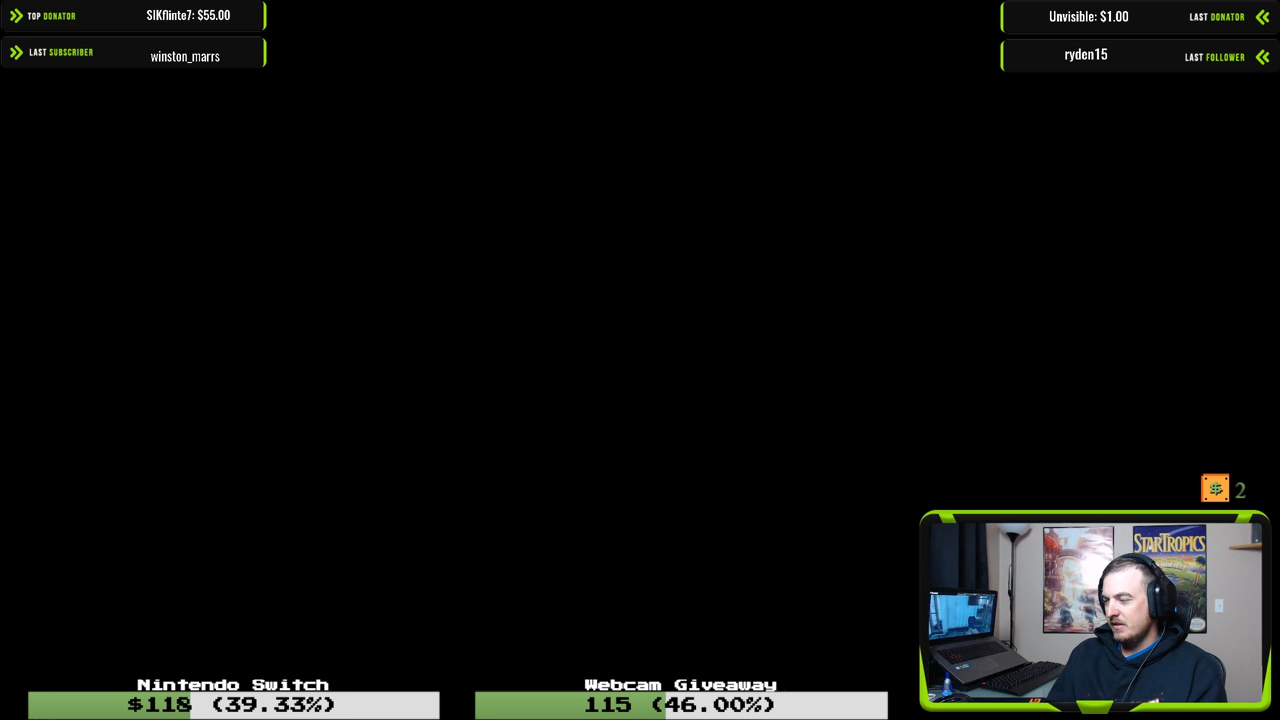 TOP DONATOR
SIKflinte7: $55.00
Unvisible: $1.00
LAST DONATOR
LAST SUBSCRIBER
winston_marrs
ryden15
LAST FOLLOWER
$ 2
STARTROPICS
Nintendo Switch
$118 (39.33%)
Webcam Giveaway
115 (46.00%)